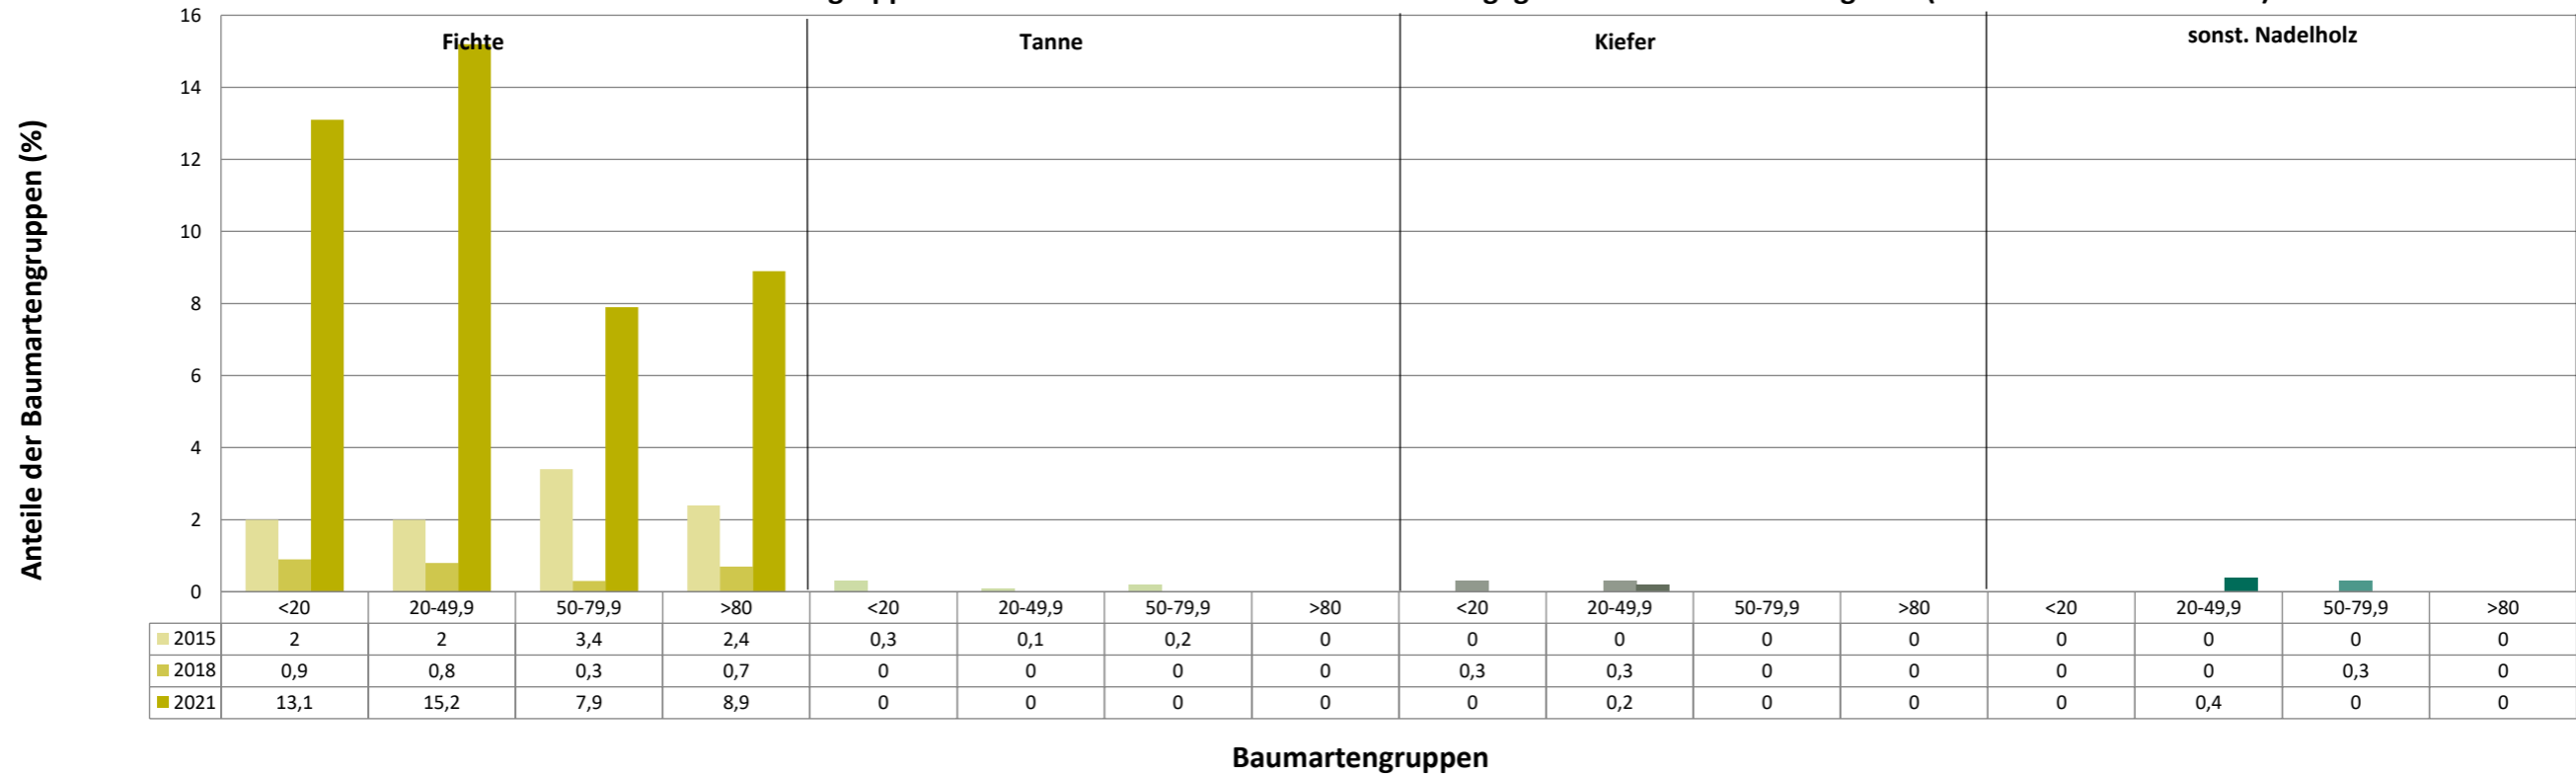 16
Fichte
Tanne
Kiefer
sonst. Nadelholz
14
12
10
8
6
4
2
0
Anteile der Baumartengruppen (%)
<20 20-49,9 50-79,9 >80 <20 20-49,9 50-79,9 >80 <20 20-49,9 50-79,9 >80 <20 20-49,9 50-79,9 >80
2015 2 2 3,4 2,4 0,3 0,1 0,2 0 0 0 0 0 0 0 0 0
2018 0,9 0,8 0,3 0,7 0 0 0 0 0,3 0,3 0 0 0 0 0,3 0
2021 13,1 15,2 7,9 8,9 0 0 0 0 0 0,2 0 0 0 0,4 0 0
Baumartengruppen